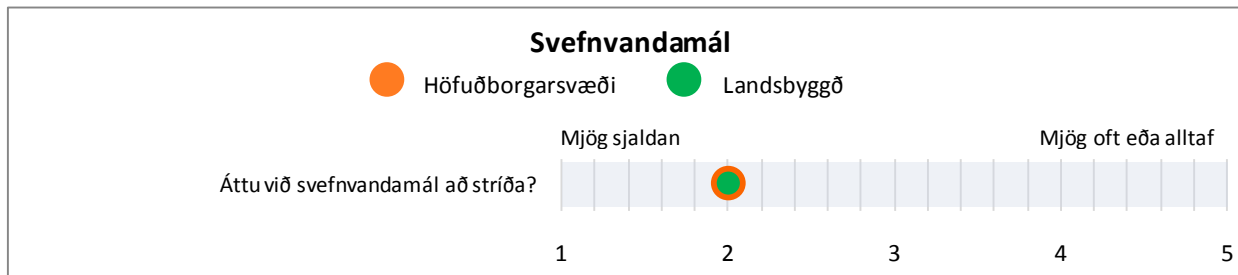 Svefnvandamál
Höfuðborgarsvæði Landsbyggð
Mjög sjaldan Mjög oft eða alltaf
Áttu við svefnvandamál að stríða?
1 2 3 4 5